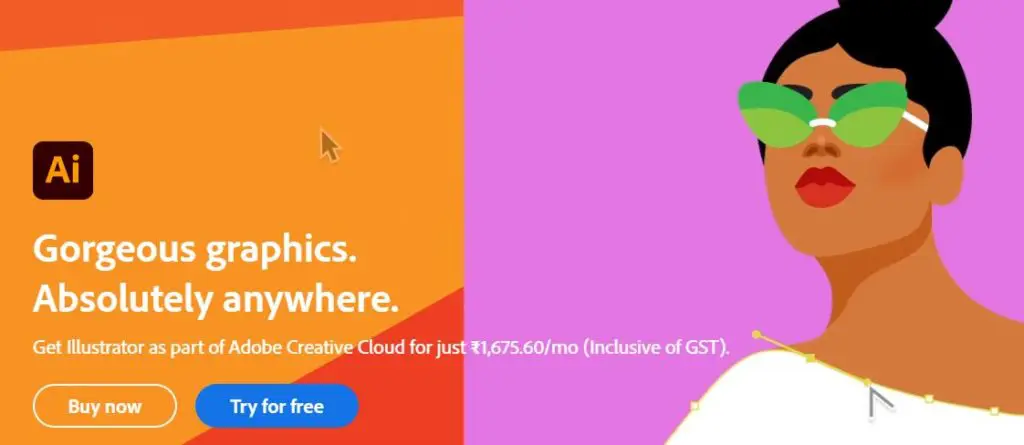 Ai
Gorgeous graphics.
Absolutely anywhere.
Get Illustrator as part of Adobe Creative Cloud for just ₹1,675.60/mo (Inclusive of GST).
Buy now
Try for free